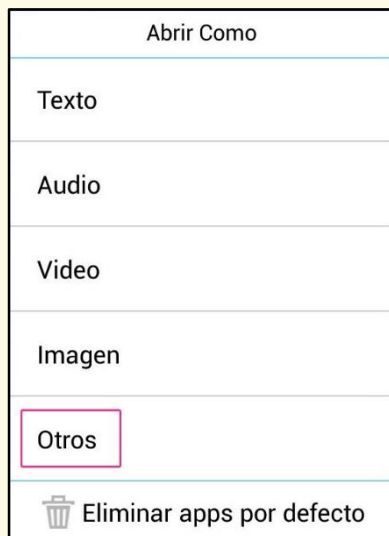 Abrir Como
Texto
Audio
Video
Imagen
Otros
Eliminar apps por defecto